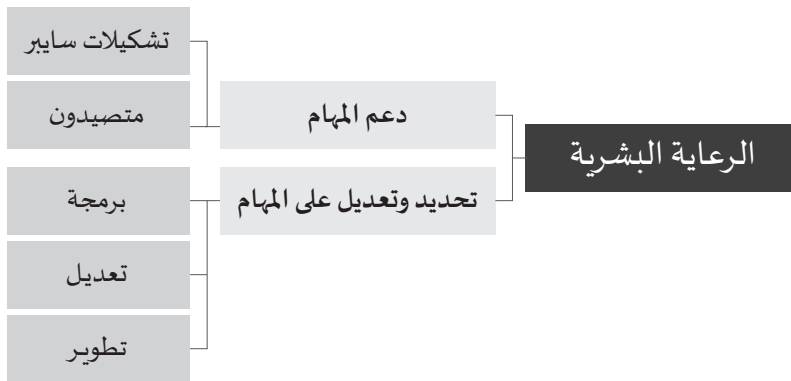 الرعاية البشرية
دعم المهام
تشكيلات سايبر
متصيدون
تحديد وتعديل على المهام
برمجة
تعديل
تطوير